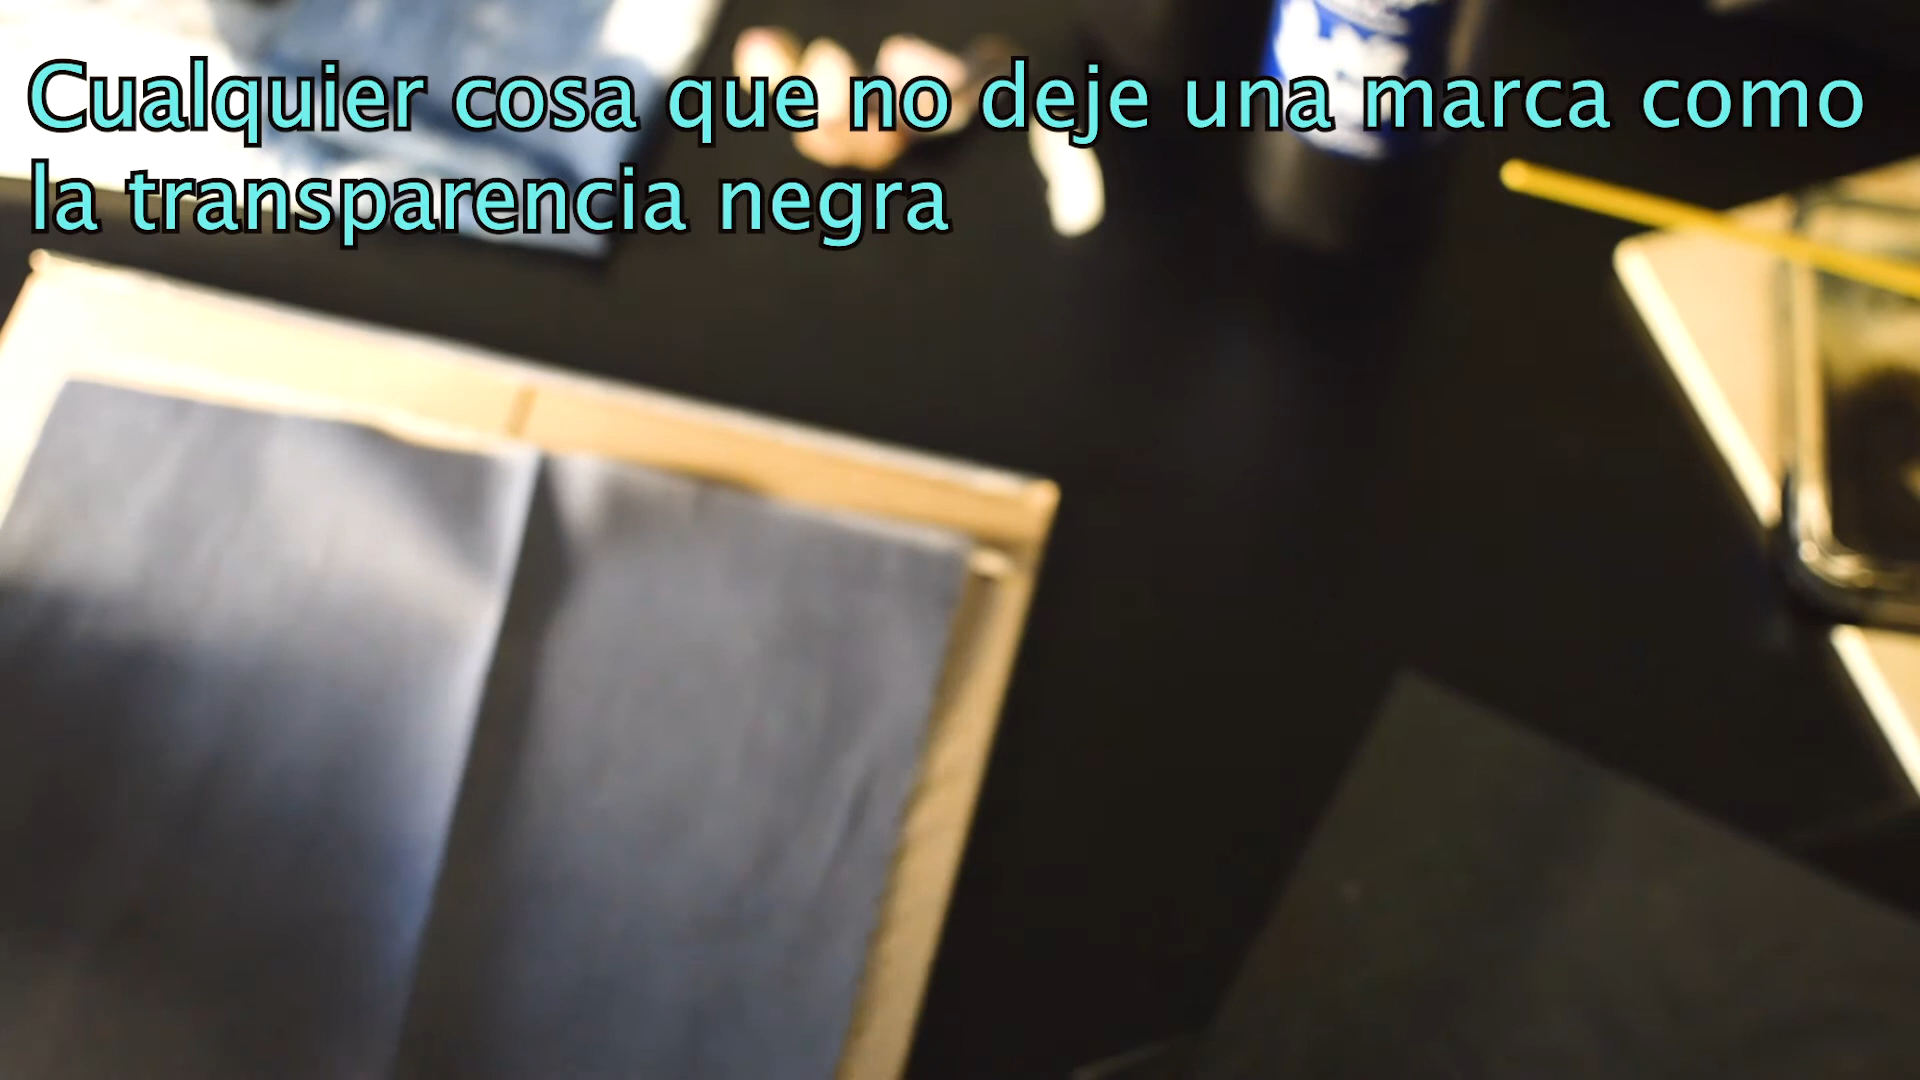 Cualquier cosa que no deje una marca como
la transparencia negra